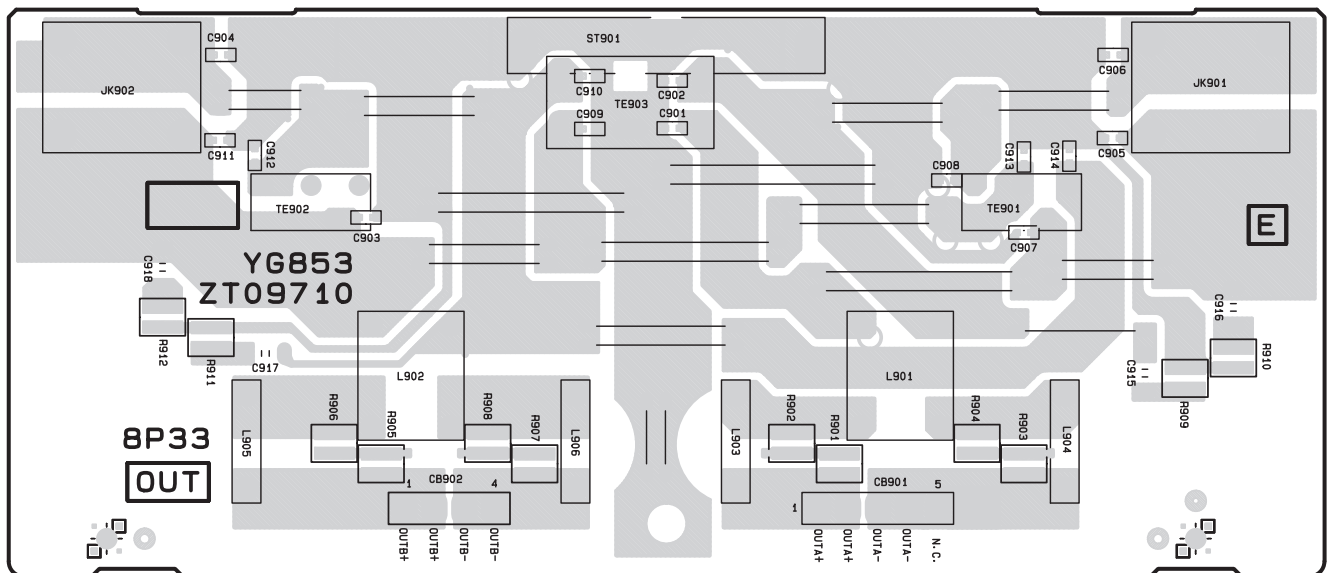 C904
ST901
C906
JK902
C910
C902
JK901
TE903
C909
C901
C911
C912
C905
C913
C914
C908
TE902
TE901
C903
C907
E
C918
YG853
ZT09710
C916
R912
R911
C917
R910
C915
R909
L902
L901
R906
R905
R908
R907
R902
R901
R904
R903
8P33
L905
L906
L903
L904
OUT
CB902
1
4
CB901
1
5
OUTB+
OUTB+
OUTB-
OUTB-
OUTA+
OUTA+
OUTA-
OUTA-
N.C.